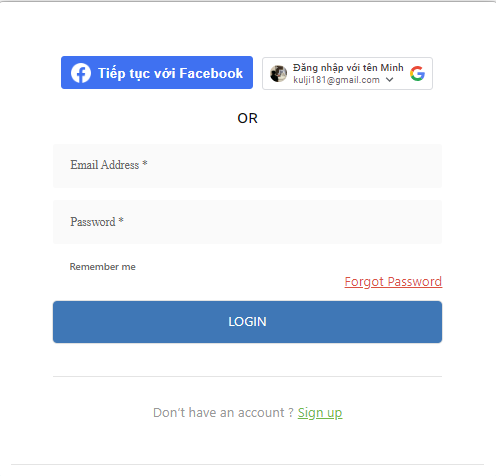 Tiếp tục với Facebook
Đăng nhập với tên Minh
kulji181@gmail.com
OR
Email Address *
Password *
Remember me
Forgot Password
LOGIN
Don't have an account ? Sign up